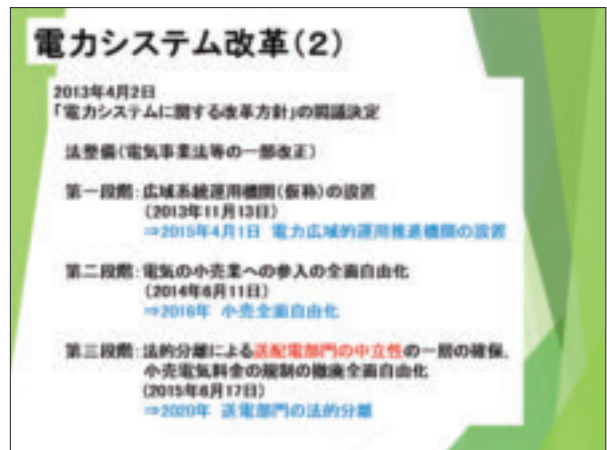 電力システム改革(2)
2013年4月2日
「電力システムに関する改革方針」の閣議決定
法整備(電気事業法等の一部改正)
第一段階:広域系統運用機関(仮称)の設置
(2013年11月13日)
⇒2015年4月1日 電力広域的運用推進機関の設置
第二段階:電気の小売業への参入の全面自由化
(2014年6月11日)
⇒2016年 小売全面自由化
第三段階:法的分離による送配電部門の中立性の一層の確保、
小売電気料金の規制の撤廃全面自由化
(2015年6月17日)
⇒2020年 送電部門の法的分離